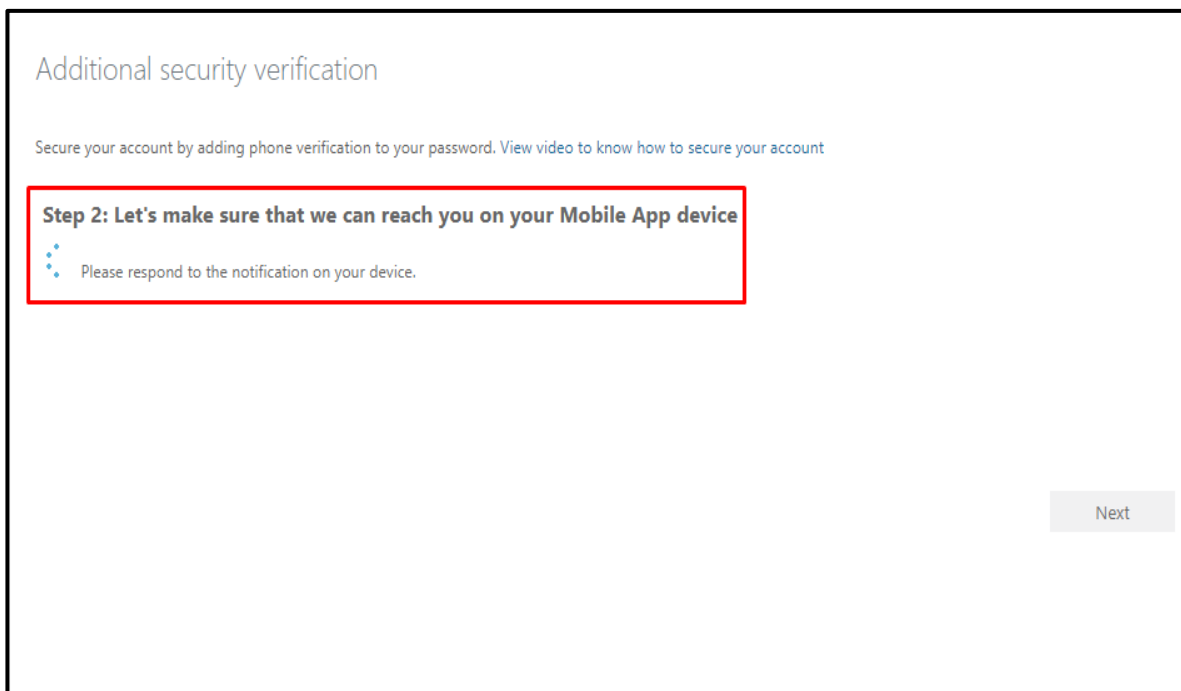 Additional security verification
Secure your account by adding phone verification to your password. View video to know how to secure your account
Step 2: Let's make sure that we can reach you on your Mobile App device
Please respond to the notification on your device.
Next